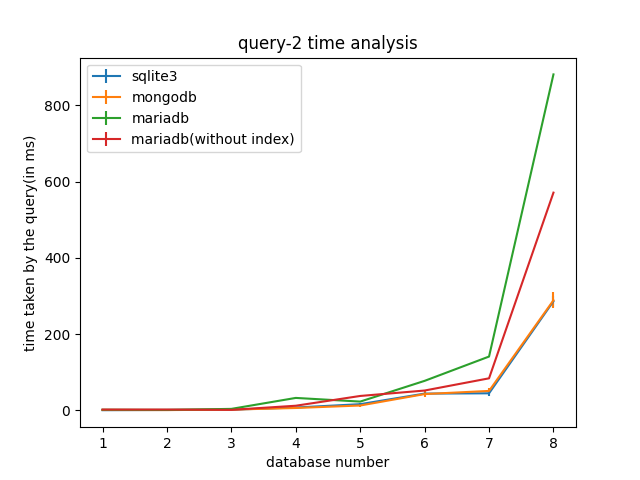 query-2 time analysis
sqlite3
mongodb
mariadb
mariadb(without index)
time taken by the query(in ms)
800
600
400
200
0
1 2 3 4 5 6 7 8
database number